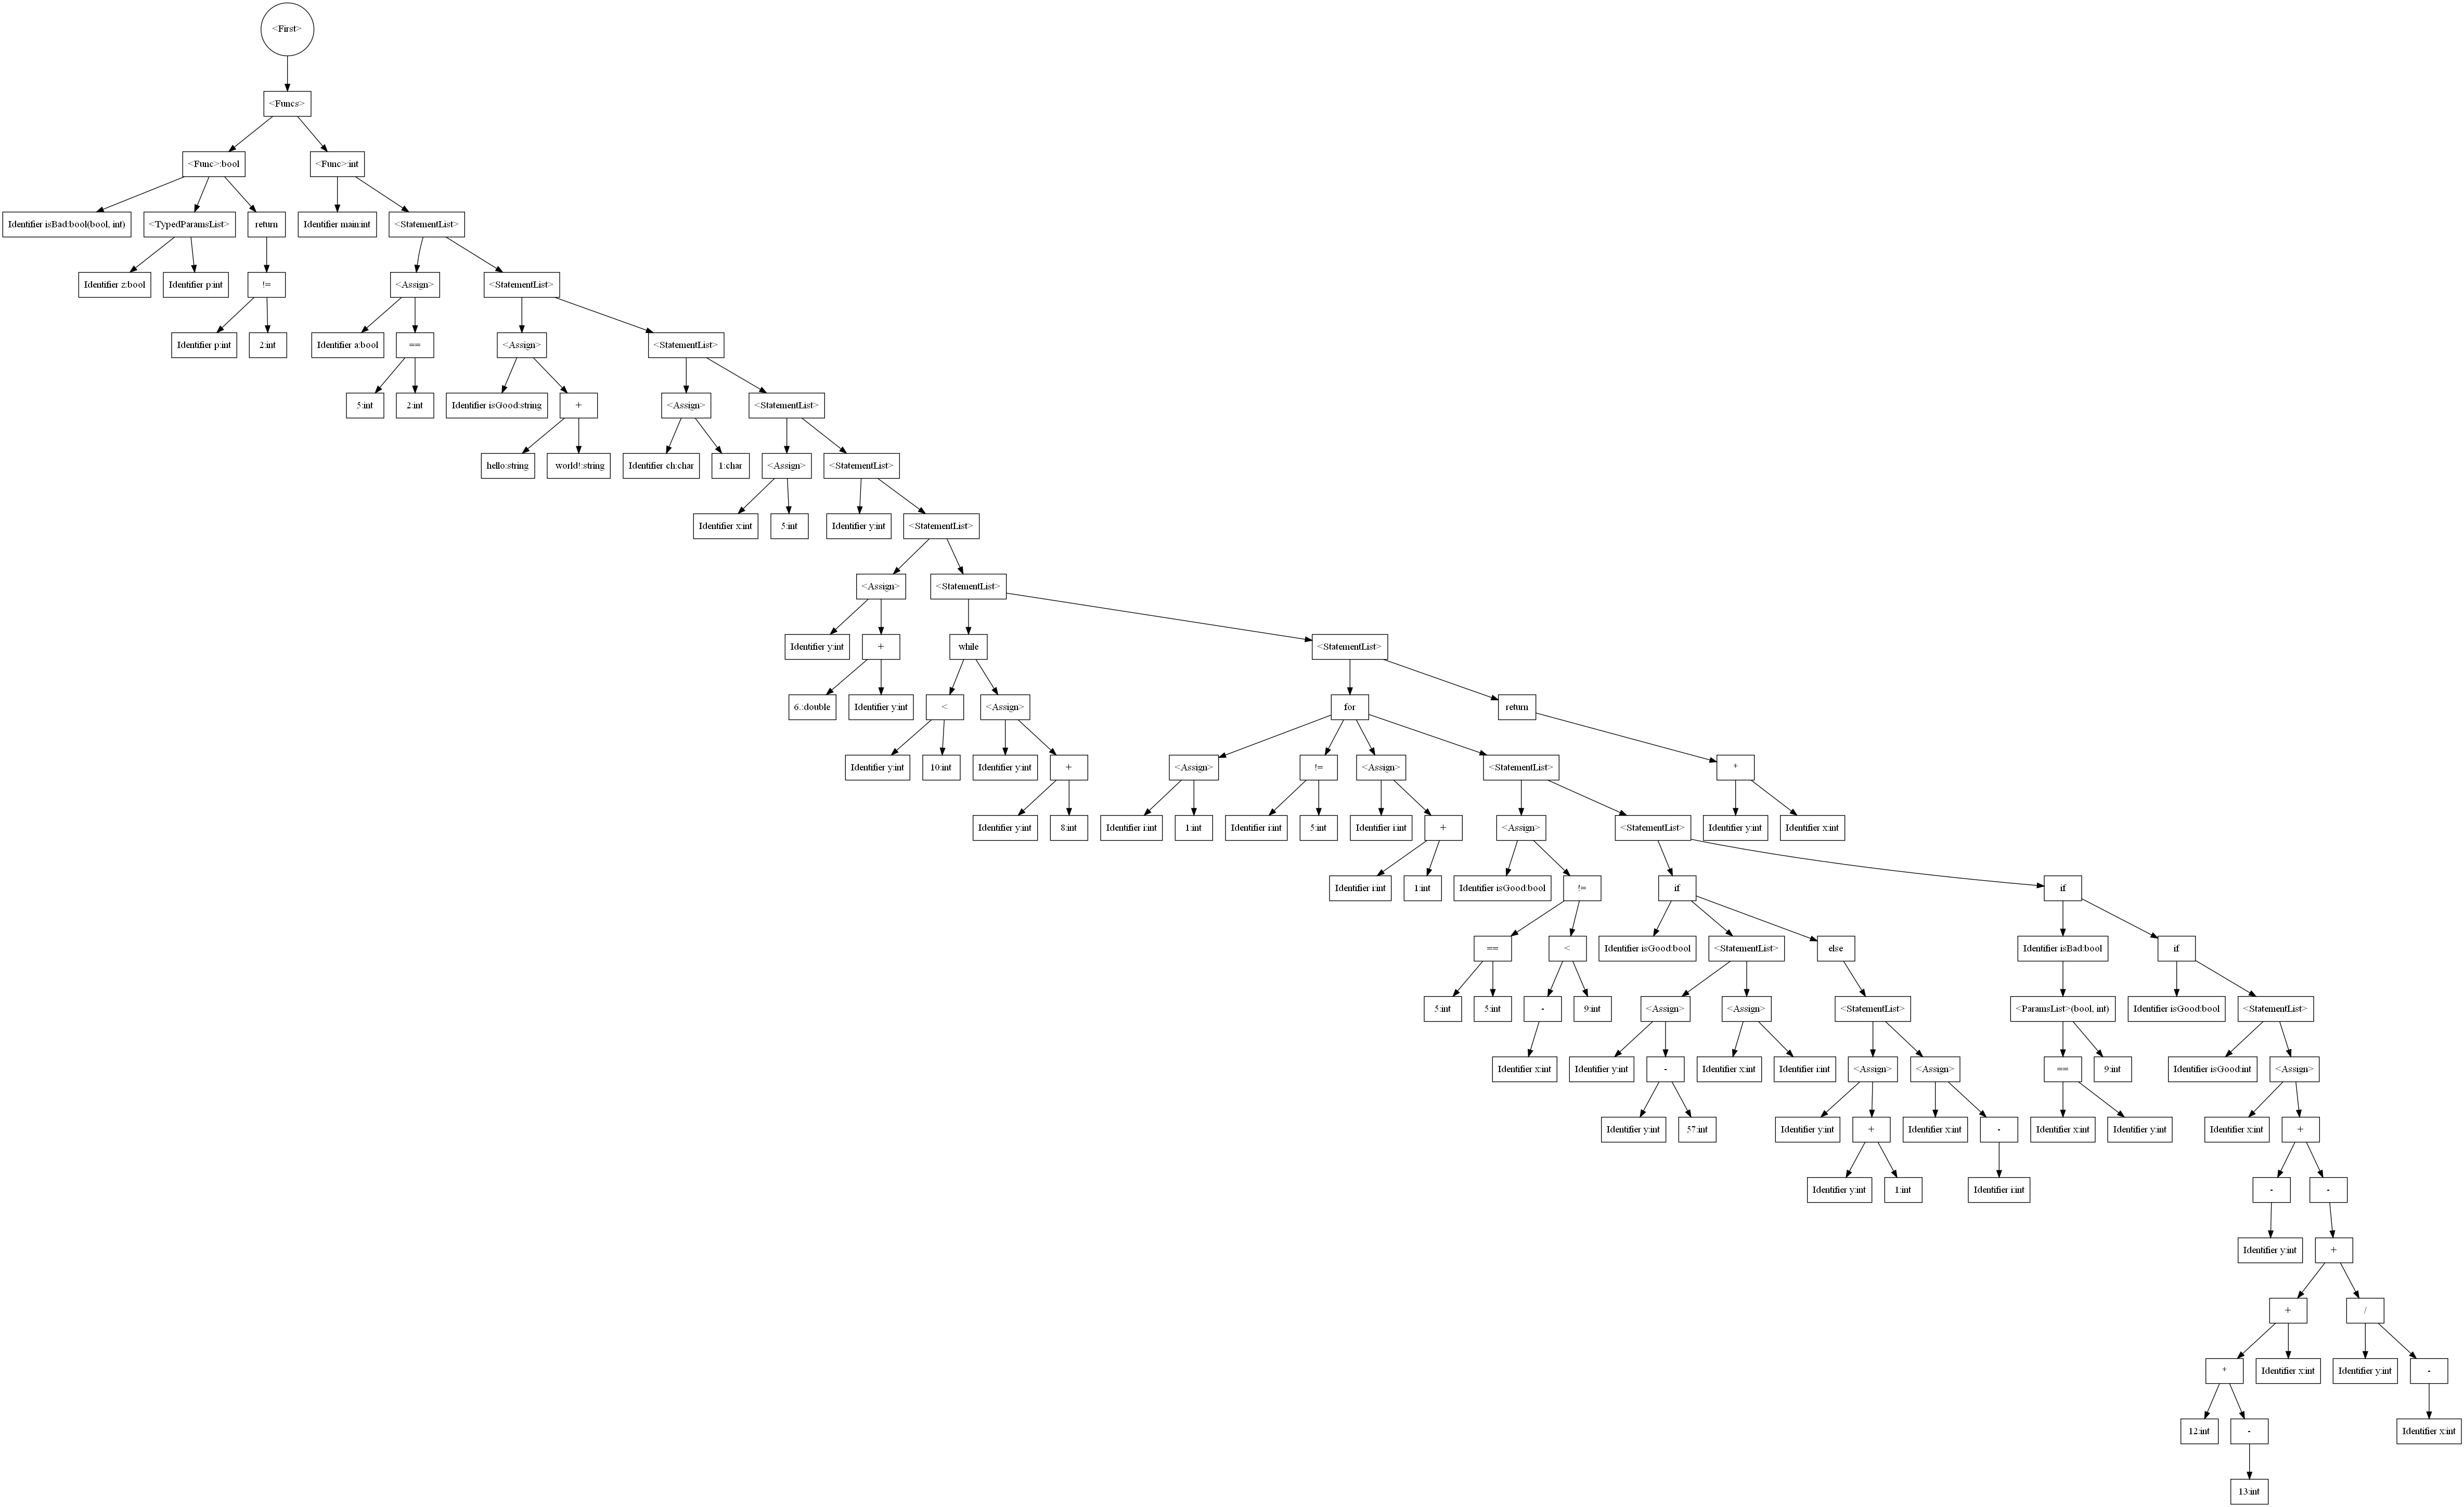 <First>
<Funcs>
<Func>:bool
<Func>:int
Identifier isBad:bool(bool, int)
<TypedParamsList>
return
Identifier main:int
<StatementList>
Identifier z:bool
Identifier p:int
!=
<Assign>
<StatementList>
Identifier p:int
2:int
Identifier a:bool
==
<Assign>
<StatementList>
5:int
2:int
Identifier isGood:string
+
<Assign>
<StatementList>
hello:string
world!:string
Identifier ch:char
1:char
<Assign>
<StatementList>
Identifier x:int
5:int
Identifier y:int
<StatementList>
<Assign>
<StatementList>
Identifier y:int
+
while
<StatementList>
6.:double
Identifier y:int
<
<Assign>
for
return
Identifier y:int
10:int
Identifier y:int
+
<Assign>
!=
<Assign>
<StatementList>
*
Identifier y:int
8:int
Identifier i:int
1:int
Identifier i:int
5:int
Identifier i:int
+
<Assign>
<StatementList>
Identifier y:int
Identifier x:int
Identifier i:int
1:int
Identifier isGood:bool
!=
if
if
==
<
Identifier isGood:bool
<StatementList>
else
Identifier isBad:bool
if
5:int
5:int
-
9:int
<Assign>
<Assign>
<StatementList>
<ParamsList>(bool, int)
Identifier isGood:bool
<StatementList>
Identifier x:int
Identifier y:int
-
Identifier x:int
Identifier i:int
<Assign>
<Assign>
==
9:int
Identifier isGood:int
<Assign>
Identifier y:int
57:int
Identifier y:int
+
Identifier x:int
-
Identifier x:int
Identifier y:int
Identifier x:int
+
Identifier y:int
1:int
Identifier i:int
-
-
Identifier y:int
+
+
/
*
Identifier x:int
Identifier y:int
-
12:int
-
Identifier x:int
13:int